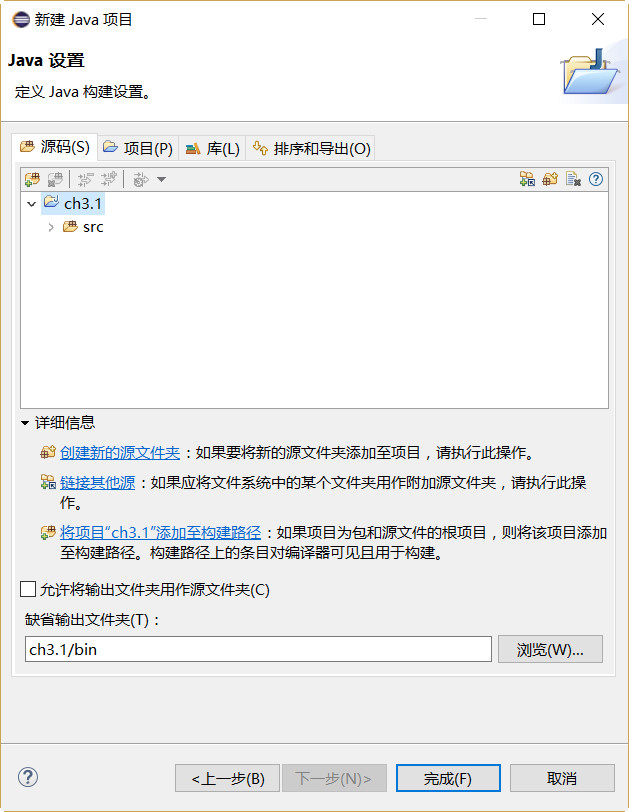 新建 Java 项目
Java 设置
定义 Java 构建设置。
源码(S) 项目(P) 库(L) 排序和导出(O)
ch3.1
src
详细信息
创建新的源文件夹：如果要将新的源文件夹添加至项目，请执行此操作。
链接其他源：如果应将文件系统中的某个文件夹用作附加源文件夹，请执行此操
作。
将项目“ch3.1”添加至构建路径：如果项目为包和源文件的根项目，则将该项目添加
至构建路径。构建路径上的条目对编译器可见且用于构建。
允许将输出文件夹用作源文件夹(C)
缺省输出文件夹(T)：
ch3.1/bin 浏览(W)...
<上一步(B) 下一步(N)> 完成(F) 取消